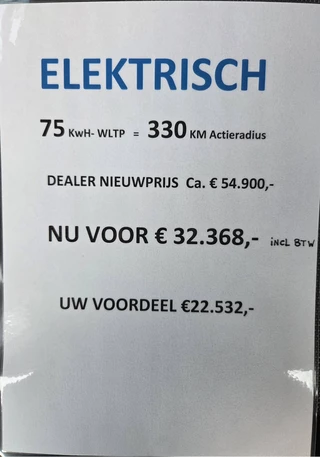 ELEKTRISCH
75 KwH- WLTP = 330 KM Actieradius
DEALER NIEUWPRIJS Ca. € 54.900,-
NU VOOR € 32.368,- incl BTW
UW VOORDEEL €22.532,-